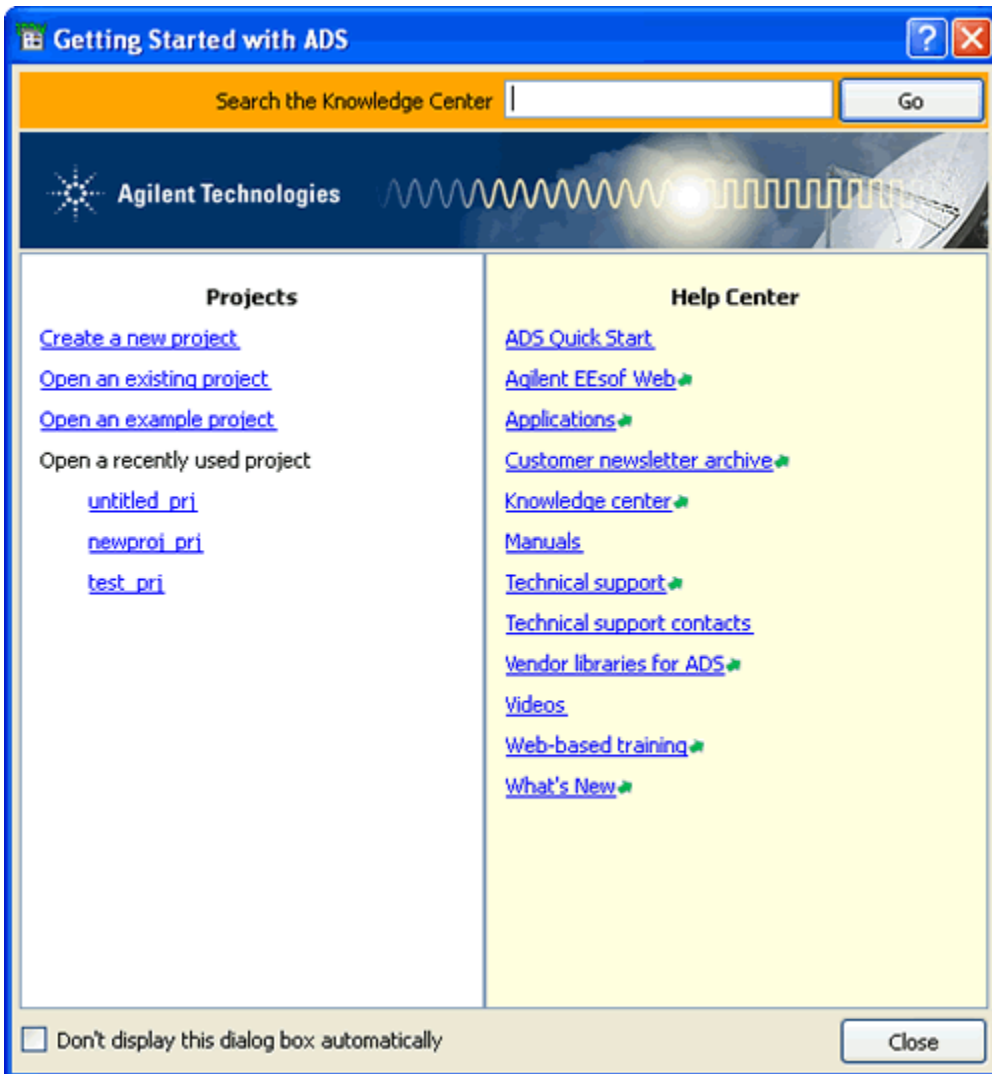 Getting Started with ADS
Search the Knowledge Center
Go
Agilent Technologies
Projects
Create a new project
Open an existing project
Open an example project
Open a recently used project
untitled_prj
newproj_prj
test_prj
Help Center
ADS Quick Start
Agilent EEsof Web
Applications
Customer newsletter archive
Knowledge center
Manuals
Technical support
Technical support contacts
Vendor libraries for ADS
Videos
Web-based training
What's New
Don't display this dialog box automatically
Close